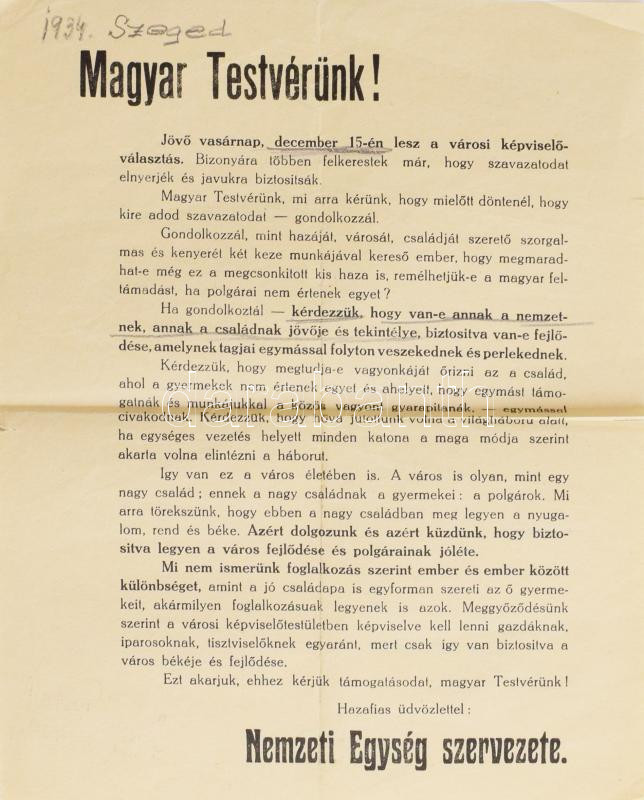 1934. Szeged
Magyar Testvérünk!
Jövő vasárnap, december 15-én lesz a városi képviselő-
választás. Bizonyára többen felkerestek már, hogy szavazatodat
elnyerjék és javukra biztositsák.
Magyar Testvérünk, mi arra kérünk, hogy mielőtt döntenél, hogy
kire adod szavazatodat — gondolkozzál.
Gondolkozzál, mint hazáját, városát, családját szerető szorgal-
mas és kenyerét két keze munkájával kereső ember, hogy megmarad-
hat-e még ez a megcsonkitott kis haza is, remélhetjük-e a magyar fel-
támadást, ha polgárai nem értenek egyet?
Ha gondolkoztál — kérdezzük, hogy van-e annak a nemzet-
nek, annak a családnak jövője és tekintélye, biztositva van-e fejlő-
dése, amelynek tagjai egymással folyton veszekednek és perlekednek.
Kérdezzük, hogy megtudja-e vagyonkáját őrizni az a család,
ahol a gyermekek nem értenek egyet és ahelyett, hogy egymást támo-
gatnák és munkájukkal a közös vagyont gyarapitanák, — egymással
civakodnak. Kérdezzük, hogy hová jutottunk volna a világháboru alatt,
ha egységes vezetés helyett minden katona a maga módja szerint
akarta volna elintézni a háborut.
Igy van ez a város életében is. A város is olyan, mint egy
nagy család; ennek a nagy családnak a gyermekei: a polgárok. Mi
arra törekszünk, hogy ebben a nagy családban meg legyen a nyuga-
lom, rend és béke. Azért dolgozunk és azért küzdünk, hogy bizto-
sitva legyen a város fejlődése és polgárainak jóléte.
Mi nem ismerünk foglalkozás szerint ember és ember között
különbséget, amint a jó családapa is egyforman szereti az ő gyerme-
keit, akármilyen foglalkozásuak legyenek is azok. Meggyőződésünk
szerint a városi képviselőtestületben képviselve kell lenni gazdáknak,
iparosoknak, tisztviselőknek egyaránt, mert csak igy van biztositva a
város békéje és fejlődése.
Ezt akarjuk, ehhez kérjük támogatásodat, magyar Testvérünk!
Hazafias üdvözlettel:
Nemzeti Egység szervezete.
darabanth